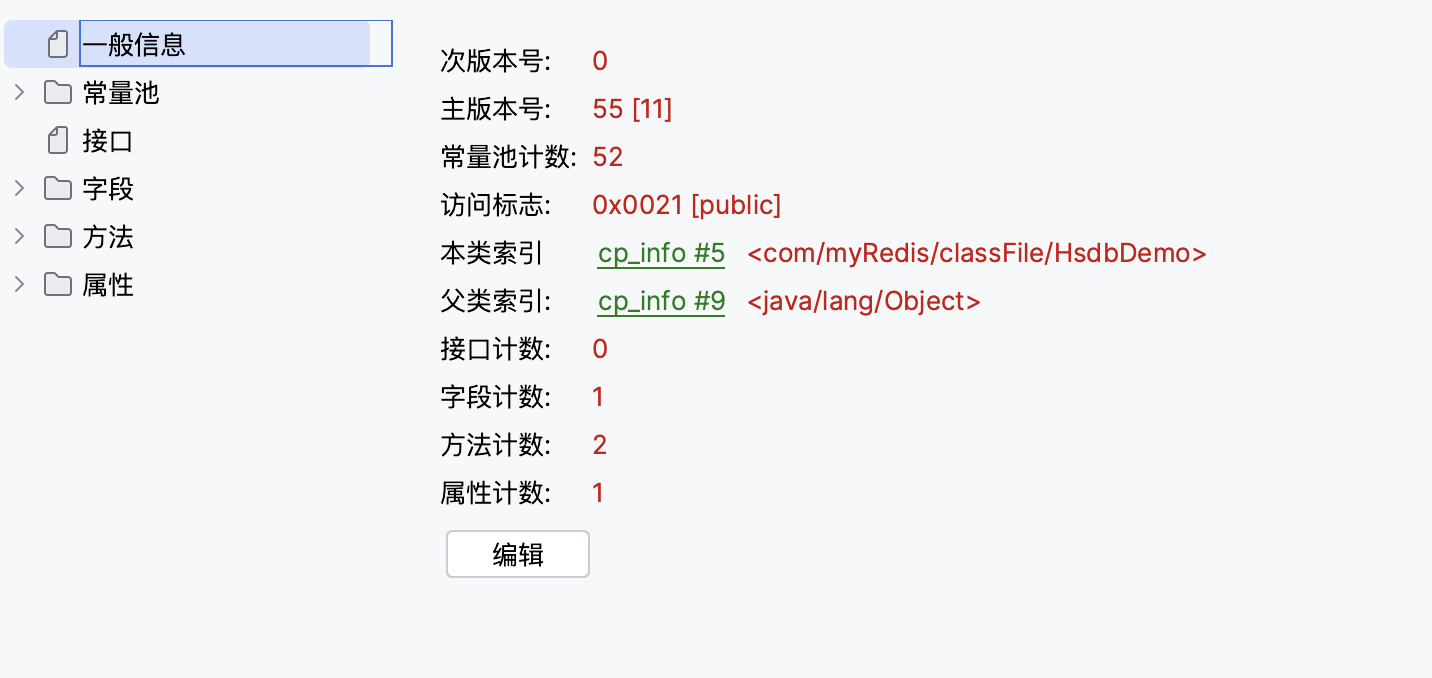 一般信息
常量池
接口
字段
方法
属性
次版本号: 0
主版本号: 55 [11]
常量池计数: 52
访问标志: 0x0021 [public]
本类索引 cp_info #5 <com/myRedis/classFile/HsdbDemo>
父类索引: cp_info #9 <java/lang/Object>
接口计数: 0
字段计数: 1
方法计数: 2
属性计数: 1
编辑